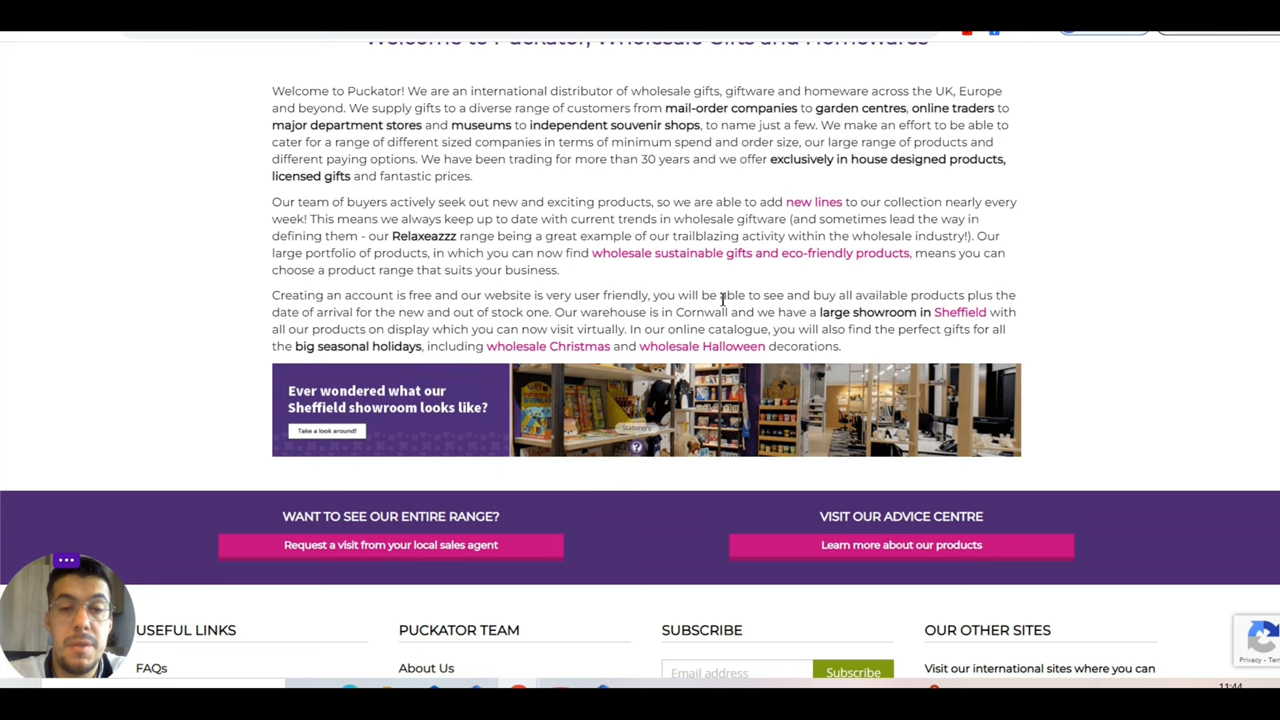 Welcome to Puckator, Wholesale Gifts and Homewares
Welcome to Puckator! We are an international distributor of wholesale gifts, giftware and homeware across the UK, Europe
and beyond. We supply gifts to a diverse range of customers from mail-order companies to garden centres, online traders to
major department stores and museums to independent souvenir shops, to name just a few. We make an effort to be able to
cater for a range of different sized companies in terms of minimum spend and order size, our large range of products and
different paying options. We have been trading for more than 30 years and we offer exclusively in house designed products,
licensed gifts and fantastic prices.
Our team of buyers actively seek out new and exciting products, so we are able to add new lines to our collection nearly every
week! This means we always keep up to date with current trends in wholesale giftware (and sometimes lead the way in
defining them - our Relaxeazzz range being a great example of our trailblazing activity within the wholesale industry!). Our
large portfolio of products, in which you can now find wholesale sustainable gifts and eco-friendly products, means you can
choose a product range that suits your business.
Creating an account is free and our website is very user friendly, you will be able to see and buy all available products plus the
date of arrival for the new and out of stock one. Our warehouse is in Cornwall and we have a large showroom in Sheffield with
all our products on display which you can now visit virtually. In our online catalogue, you will also find the perfect gifts for all
the big seasonal holidays, including wholesale Christmas and wholesale Halloween decorations.
Ever wondered what our
Sheffield showroom looks like?
Take a look around!
Stationery
WANT TO SEE OUR ENTIRE RANGE?
Request a visit from your local sales agent
VISIT OUR ADVICE CENTRE
Learn more about our products
USEFUL LINKS
FAQs
PUCKATOR TEAM
About Us
SUBSCRIBE
Email address
Subscribe
OUR OTHER SITES
Visit our international sites where you can
Privacy - Ter
11:44